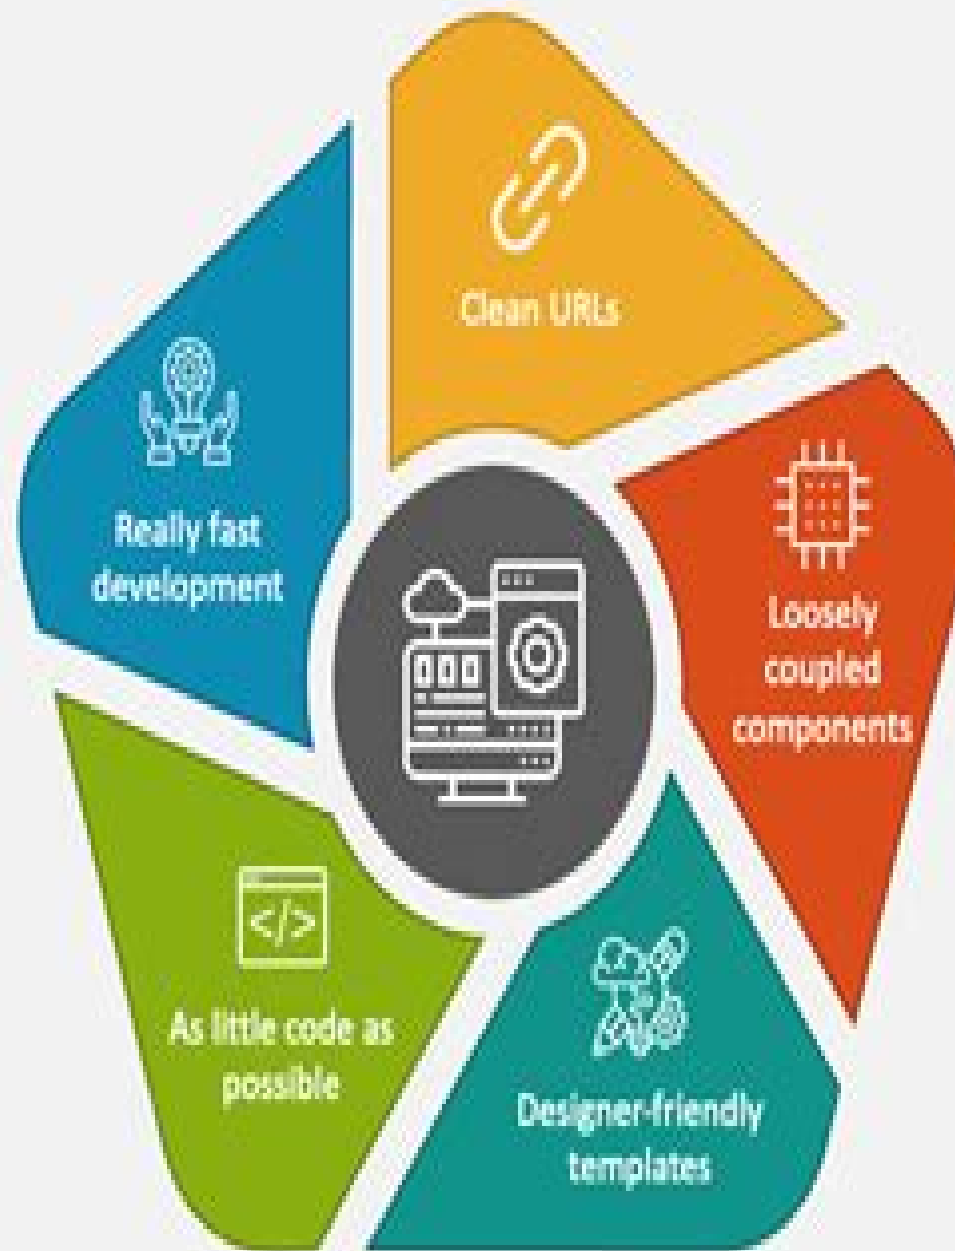 Clean URLs
Loosely
coupled
components
Designer-friendly
templates
</>
As little code as
possible
Really fast
development